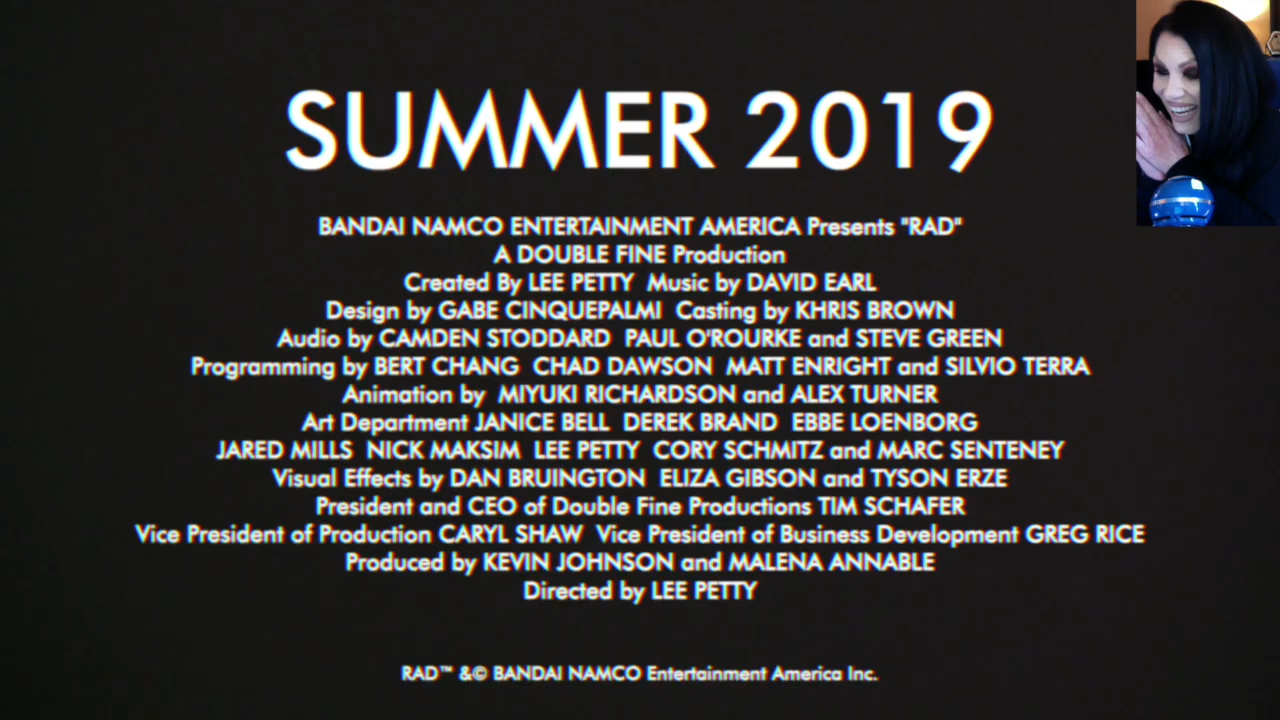 SUMMER 2019
BANDAI NAMCO ENTERTAINMENT AMERICA Presents "RAD"
A DOUBLE FINE Production
Created By LEE PETTY Music by DAVID EARL
Design by GABE CINQUEPALMI Casting by KHRIS BROWN
Audio by CAMDEN STODDARD PAUL O'ROURKE and STEVE GREEN
Programming by BERT CHANG CHAD DAWSON MATT ENRIGHT and SILVIO TERRA
Animation by MIYUKI RICHARDSON and ALEX TURNER
Art Department JANICE BELL DEREK BRAND EBBE LOENBORG
JARED MILLS NICK MAKSIM LEE PETTY CORY SCHMITZ and MARC SENTENEY
Visual Effects by DAN BRUINGTON ELIZA GIBSON and TYSON ERZE
President and CEO of Double Fine Productions TIM SCHAFER
Vice President of Production CARYL SHAW Vice President of Business Development GREG RICE
Produced by KEVIN JOHNSON and MALENA ANNABLE
Directed by LEE PETTY
RAD™ &© BANDAI NAMCO Entertainment America Inc.